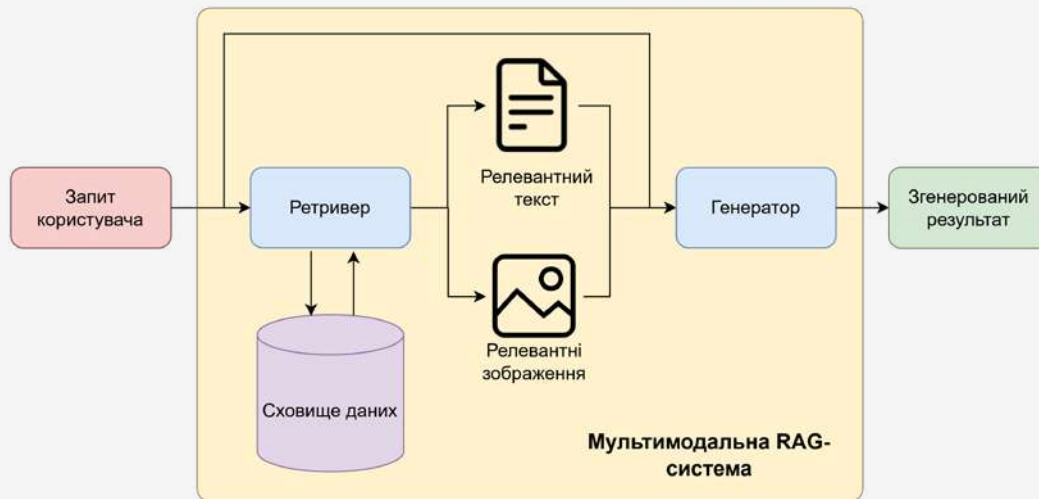 Запит
користувача
Ретривер
Сховище даних
Релевантний
текст
Релевантні
зображення
Генератор
Згенерований
результат
Мультимодальна RAG-
система